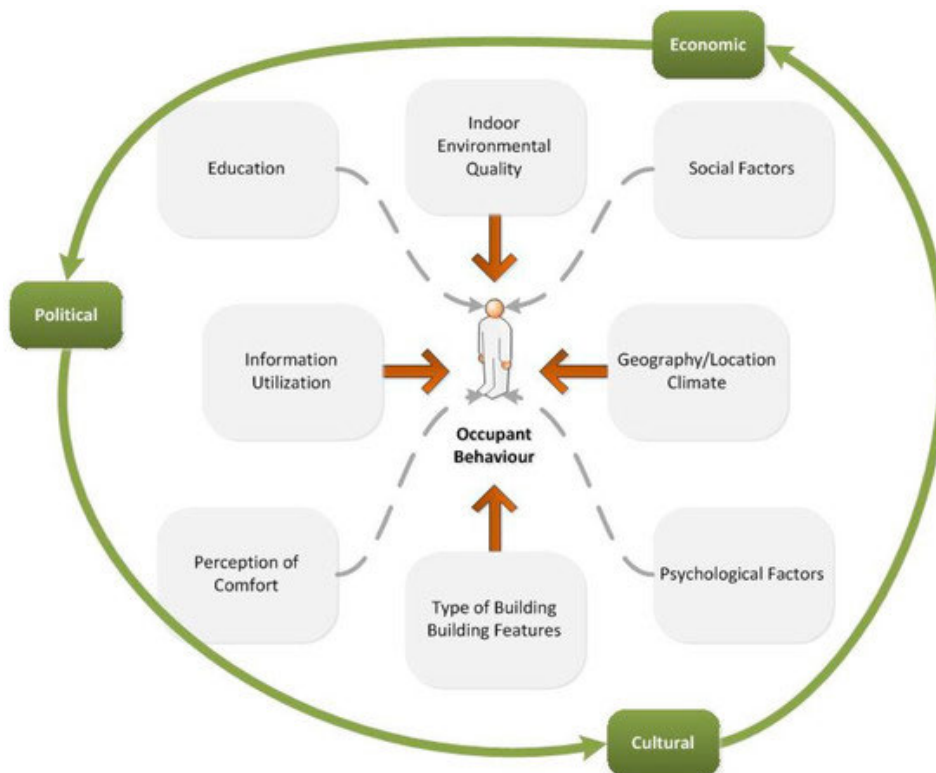 Economic
Indoor
Environmental
Quality
Education
Social Factors
Political
Information
Utilization
Geography/Location
Climate
Occupant
Behaviour
Perception of
Comfort
Type of Building
Building Features
Psychological Factors
Cultural